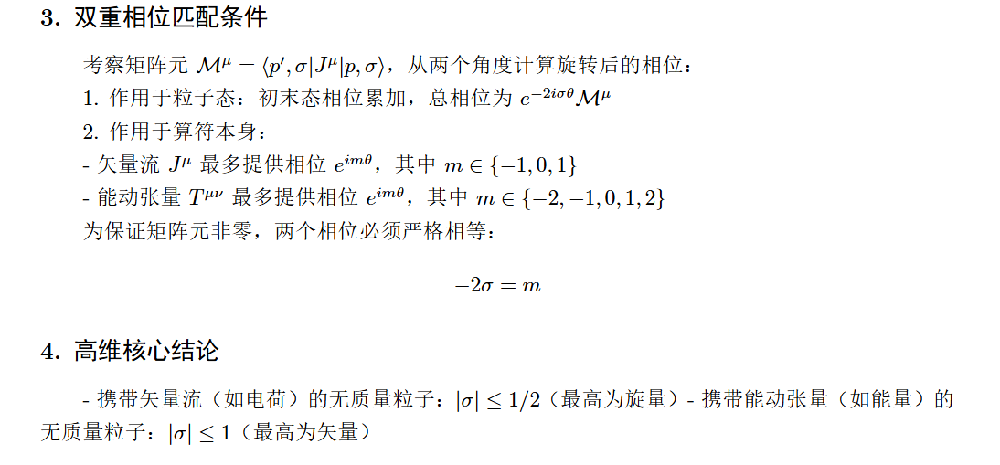 3. 双重相位匹配条件
考察矩阵元 $\mathcal{M}^\mu = \langle p', \sigma | J^\mu | p, \sigma \rangle$，从两个角度计算旋转后的相位：
1. 作用于粒子态：初末态相位累加，总相位为 $e^{-2i\sigma\theta} \mathcal{M}^\mu$
2. 作用于算符本身：
- 矢量流 $J^\mu$ 最多提供相位 $e^{im\theta}$，其中 $m \in \{-1, 0, 1\}$
- 能动张量 $T^{\mu\nu}$ 最多提供相位 $e^{im\theta}$，其中 $m \in \{-2, -1, 0, 1, 2\}$
为保证矩阵元非零，两个相位必须严格相等：
$-2\sigma = m$
4. 高维核心结论
- 携带矢量流（如电荷）的无质量粒子：$|\sigma| \leq 1/2$（最高为旋量）- 携带能动张量（如能量）的
无质量粒子：$|\sigma| \leq 1$（最高为矢量）